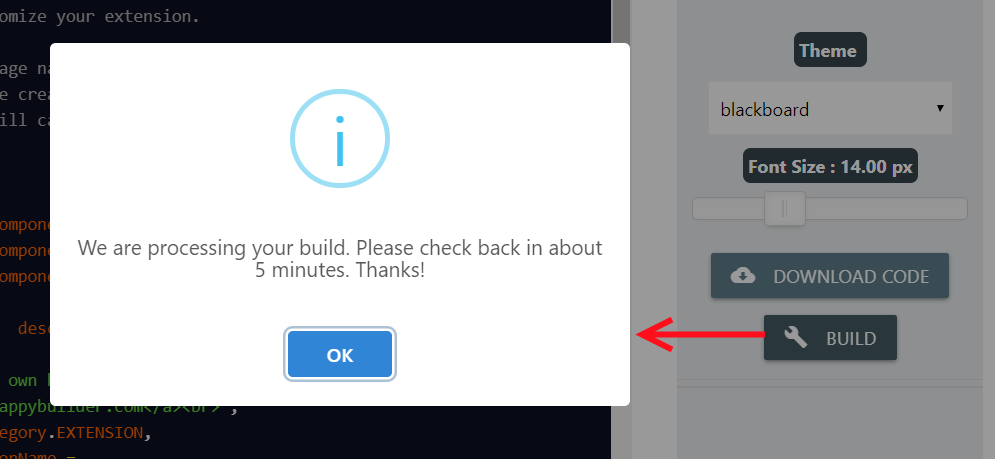 omize your extension.
age na
e crea
ill ca
ompone
ompone
ompone
desc
own
appybuilder.com</a><br>",
egory.EXTENSION,
onName =
i
We are processing your build. Please check back in about
5 minutes. Thanks!
OK
Theme
blackboard
Font Size : 14.00 px
DOWNLOAD CODE
BUILD